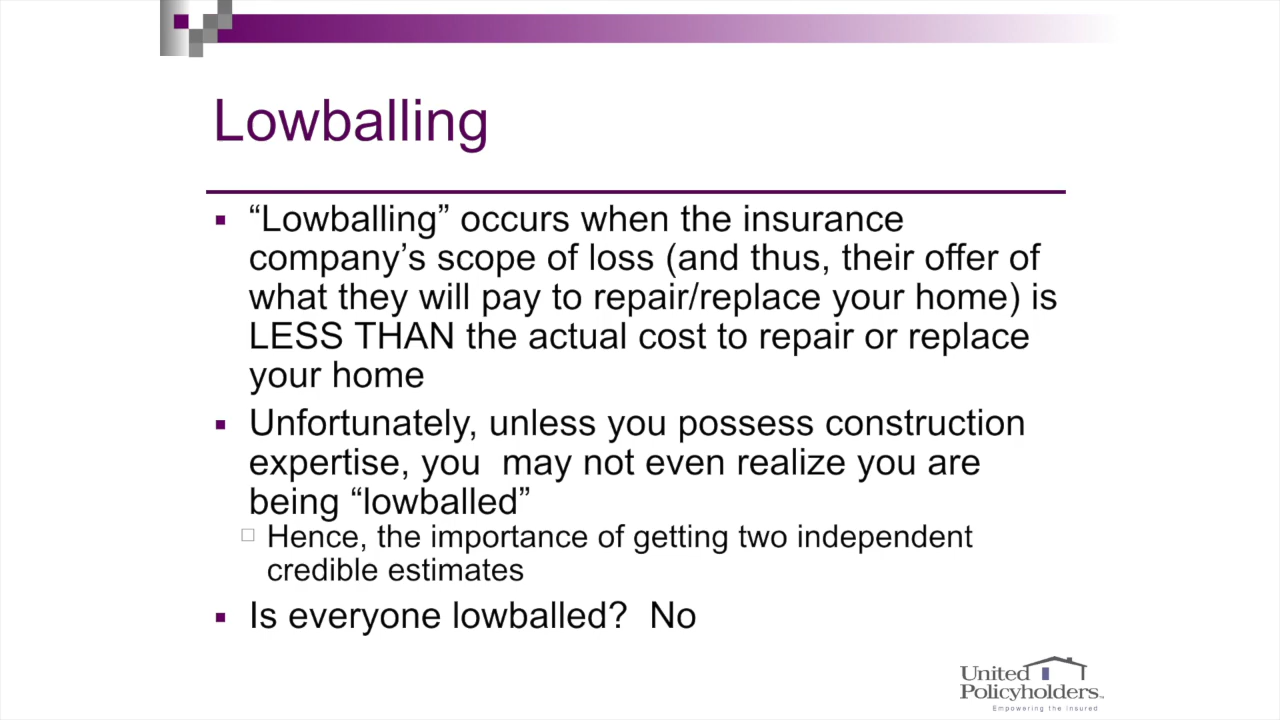 Lowballing
“Lowballing” occurs when the insurance
company’s scope of loss (and thus, their offer of
what they will pay to repair/replace your home) is
LESS THAN the actual cost to repair or replace
your home
Unfortunately, unless you possess construction
expertise, you  may not even realize you are
being “lowballed”
Hence, the importance of getting two independent
credible estimates
Is everyone lowballed?  No
United
Policyholders™
Empowering the Insured